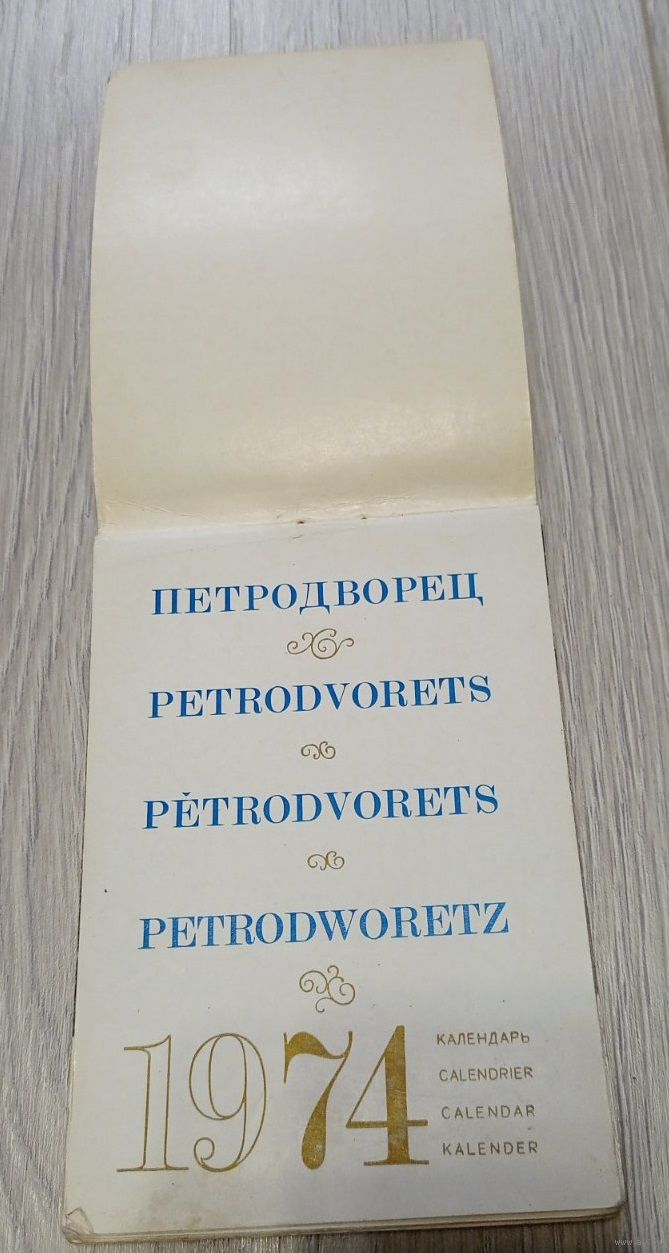 ПЕТРОДВОРЕЦ
PETRODVORETS
PĚTRODVORETS
PETRODWORETZ
1974
КАЛЕНДАРЬ
CALENDRIER
CALENDAR
KALENDER